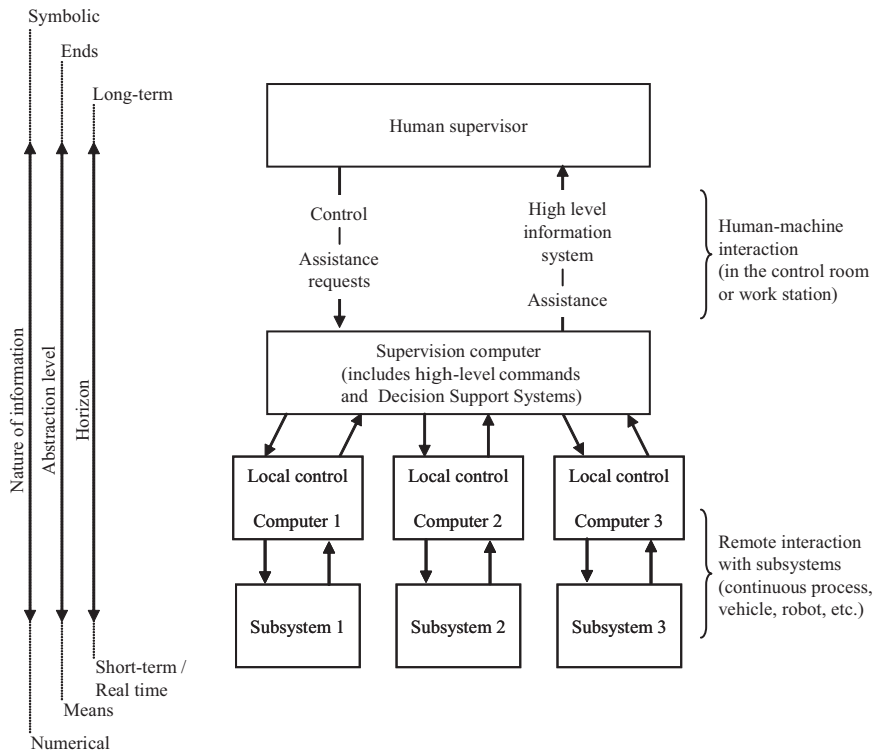 Symbolic
Ends
Long-term
Human supervisor
Control
Assistance
requests
High level
information
system
Assistance
Human-machine
interaction
(in the control room
or work station)
Nature of information
Abstraction level
Horizon
Supervision computer
(includes high-level commands
and Decision Support Systems)
Local control
Computer 1
Local control
Computer 2
Local control
Computer 3
Remote interaction
with subsystems
(continuous process,
vehicle, robot, etc.)
Subsystem 1
Subsystem 2
Subsystem 3
Short-term /
Real time
Means
Numerical